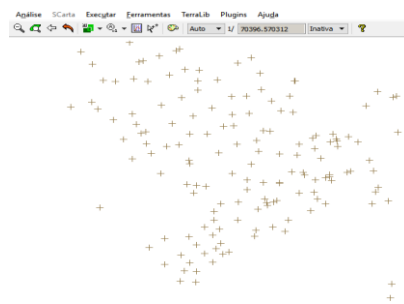 Análise SCarta Executar Ferramentas TerraLib Plugins Ajuda
Auto 1/ 70396.570312 Inativa ?